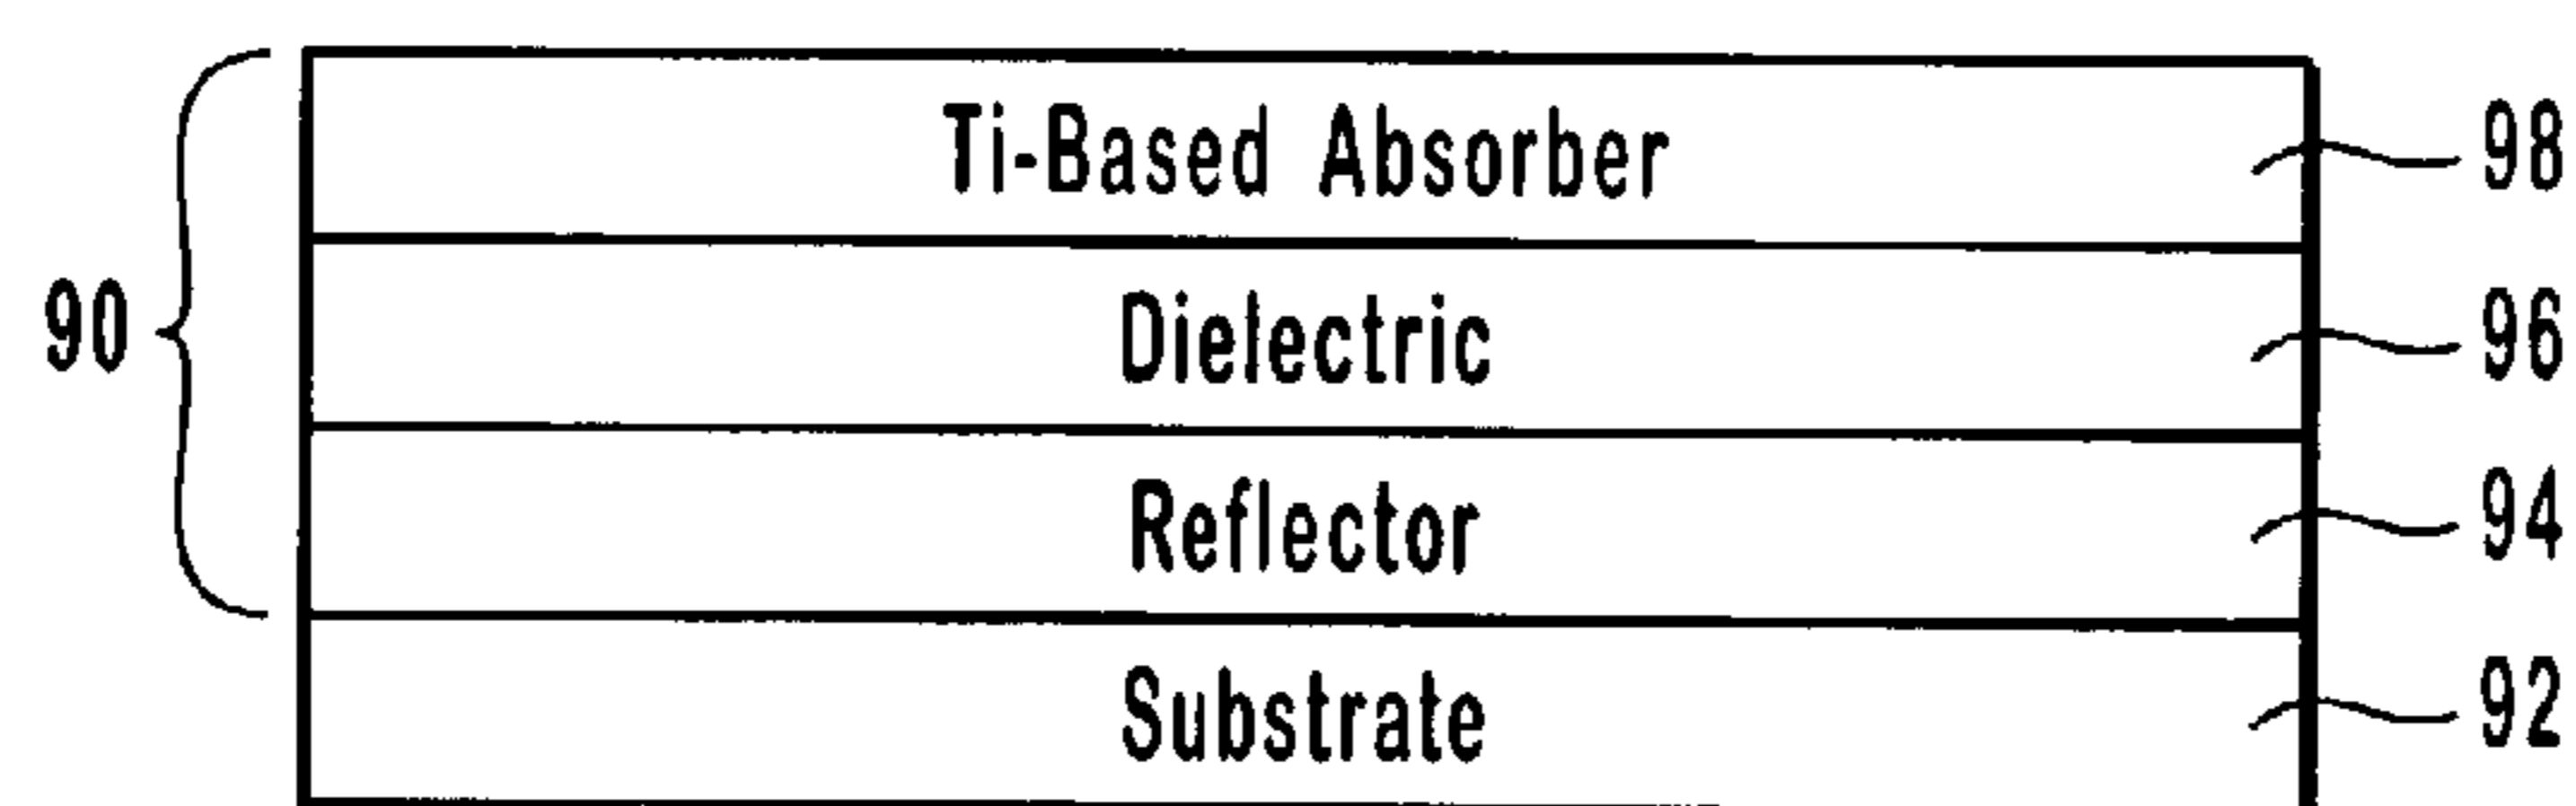 Ti-Based Absorber 98
Dielectric 96
90
Reflector 94
Substrate 92